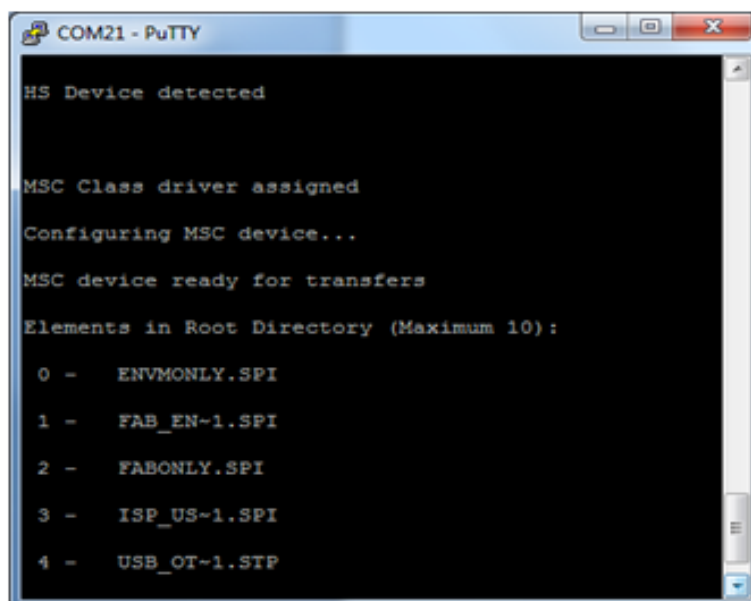 COM21 - PuTTY
HS Device detected
MSC Class driver assigned
Configuring MSC device...
MSC device ready for transfers
Elements in Root Directory (Maximum 10):
0 - ENVMONLY.SPI
1 - FAB_EN~1.SPI
2 - FABONLY.SPI
3 - ISP_US~1.SPI
4 - USB_OT~1.STP